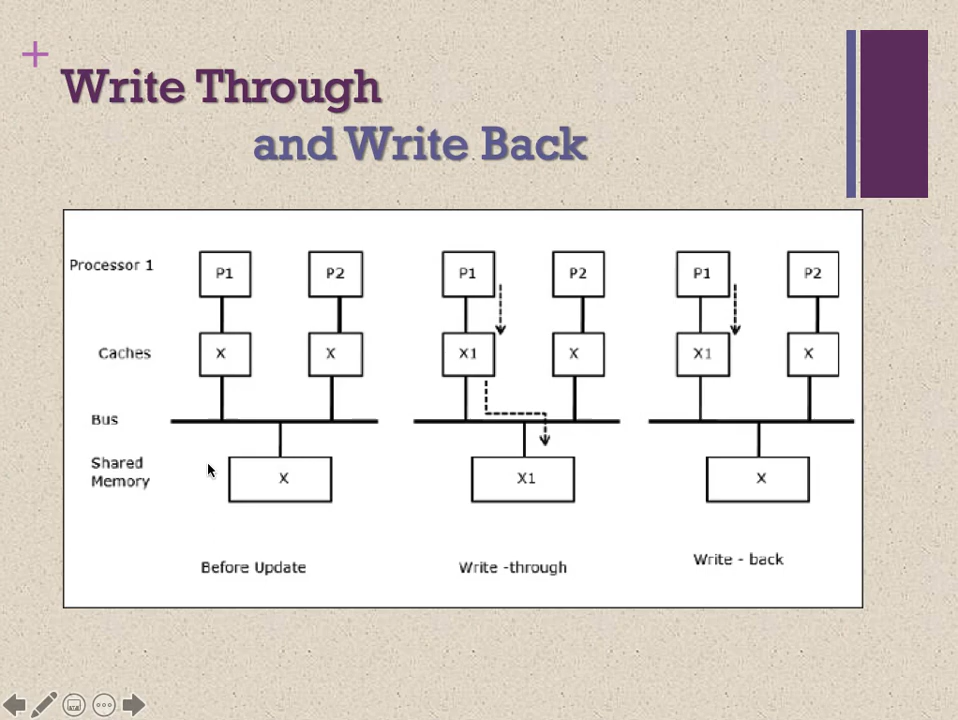 +
Write Through
and Write Back
Processor 1 P1 P2 P1 P2 P1 P2
Caches X X X1 X X1 X
Bus
Shared
Memory
X X1 X
Before Update Write -through Write - back